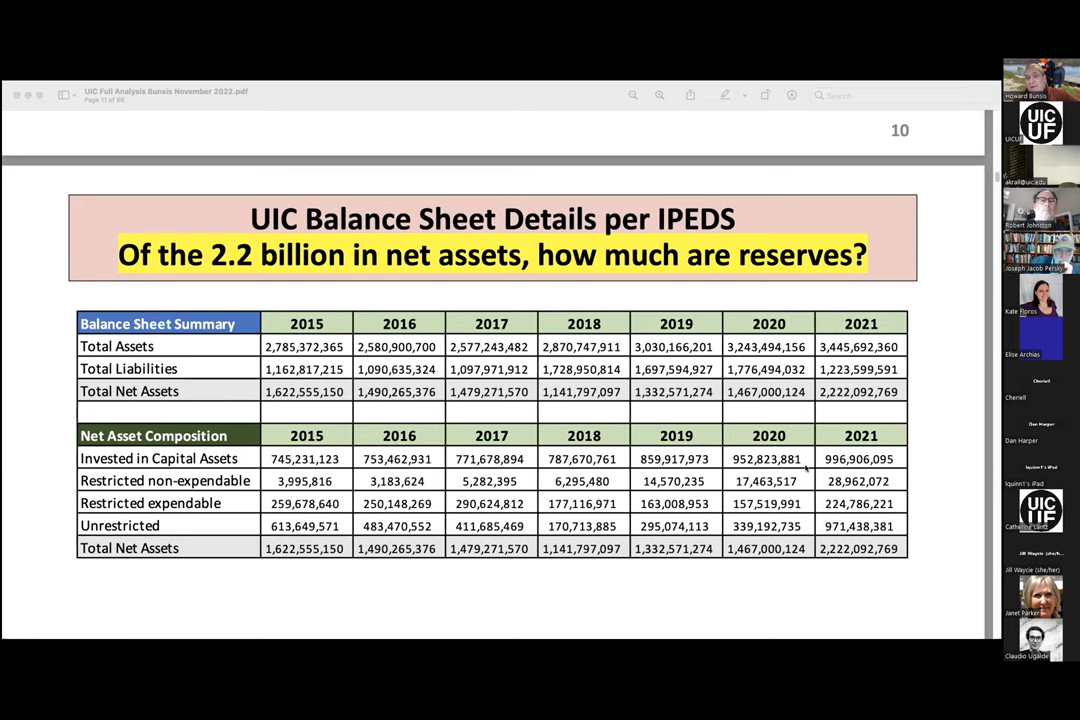 UIC Full Analysis Bunsis November 2022.pdf
Page 11 of 86
Search
10
UIC Balance Sheet Details per IPEDS
Of the 2.2 billion in net assets, how much are reserves?
Balance Sheet Summary 2015 2016 2017 2018 2019 2020 2021
Total Assets 2,785,372,365 2,580,900,700 2,577,243,482 2,870,747,911 3,030,166,201 3,243,494,156 3,445,692,360
Total Liabilities 1,162,817,215 1,090,635,324 1,097,971,912 1,728,950,814 1,697,594,927 1,776,494,032 1,223,599,591
Total Net Assets 1,622,555,150 1,490,265,376 1,479,271,570 1,141,797,097 1,332,571,274 1,467,000,124 2,222,092,769
Net Asset Composition 2015 2016 2017 2018 2019 2020 2021
Invested in Capital Assets 745,231,123 753,462,931 771,678,894 787,670,761 859,917,973 952,823,881 996,906,095
Restricted non-expendable 3,995,816 3,183,624 5,282,395 6,295,480 14,570,235 17,463,517 28,962,072
Restricted expendable 259,678,640 250,148,269 290,624,812 177,116,971 163,008,953 157,519,991 224,786,221
Unrestricted 613,649,571 483,470,552 411,685,469 170,713,885 295,074,113 339,192,735 971,438,381
Total Net Assets 1,622,555,150 1,490,265,376 1,479,271,570 1,141,797,097 1,332,571,274 1,467,000,124 2,222,092,769
Howard Bunsis
UIC
UF
UICUF
akrall@uic.edu
Robert Johnston
Joseph Jacob Persky
Kate Floros
Elise Archias
Cheriell
Cheriell
Dan Harper
Dan Harper
lquinn1's iPad
lquinn1's iPad
UIC
UF
Catherine
Jill Waycie (she/h...
Jill Waycie (she/her)
Janet Parker
Claudio Ugalde